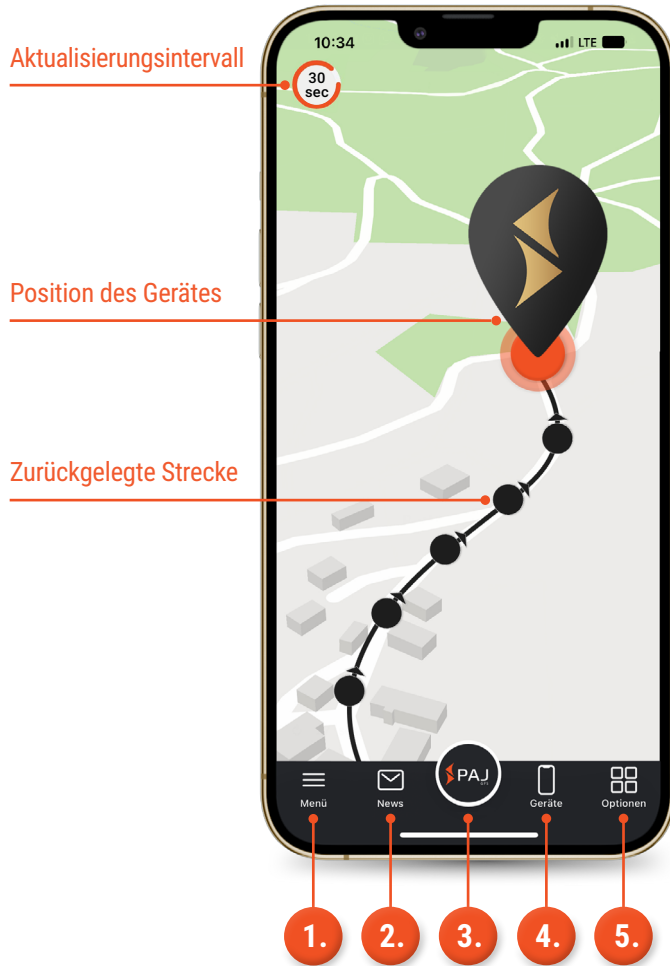 10:34
LTE
Aktualisierungsintervall
30
sec
Position des Gerätes
Zurückgelegte Strecke
PAJ
GPS
Menü
News
Geräte
Optionen
1.
2.
3.
4.
5.